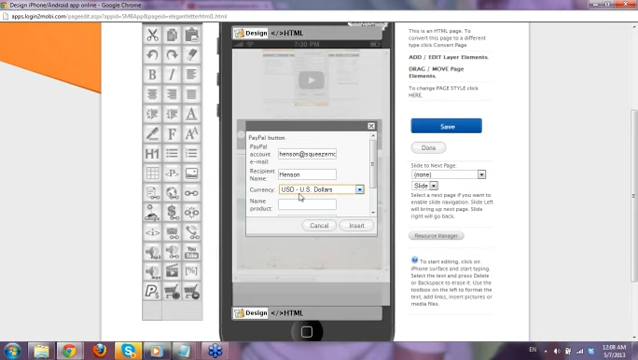 Design iPhone/Android app online - Google Chrome
apps.login2mobi.com/pageedit.aspx?appid=SMEApp&pageid=elegantletterhtml1.html
Design </>HTML
7:30 PM
PayPal button
PayPal account e-mail
henson@squeezemo
Recipient Name:
Henson
Currency:
USD - U.S. Dollars
Name product:
Cancel
Insert
Design </>HTML
B
I
S
A
F
A
H1
You Tube
This is an HTML page. To
convert this page to a different
type click Convert Page
ADD / EDIT Layer Elements.
DRAG / MOVE Page
Elements.
To change PAGE STYLE click
HERE.
Save
Done
Slide to Next Page:
(none)
Slide
Select a next page if you want to
enable slide navigation. Slide Left
will bring up next page. Slide
right will go back.
Resource Manager
To start editing, click on
iPhone surface and start typing.
Select the text and press Delete
or Backspace to erase it. Use the
toolbox on the left to format the
text, add links, insert pictures or
media files.
EN
12:08 AM
5/7/2013